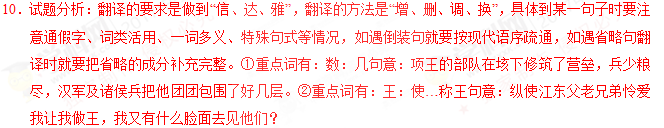 10．试题分析：翻译的要求是做到“信、达、雅”，翻译的方法是“增、删、调、换”，具体到某一句子时要注
意通假字、词类活用、一词多义、特殊句式等情况，如遇倒装句就要按现代语序疏通，如遇省略句翻
译时就要把省略的成分补充完整。①重点词有：数：几句意：项王的部队在垓下修筑了营垒，兵少粮
尽，汉军及诸侯兵把他团团包围了好几层。②重点词有：王：使…称王句意：纵使江东父老兄弟怜爱
我让我做王，我又有什么脸面去见他们？